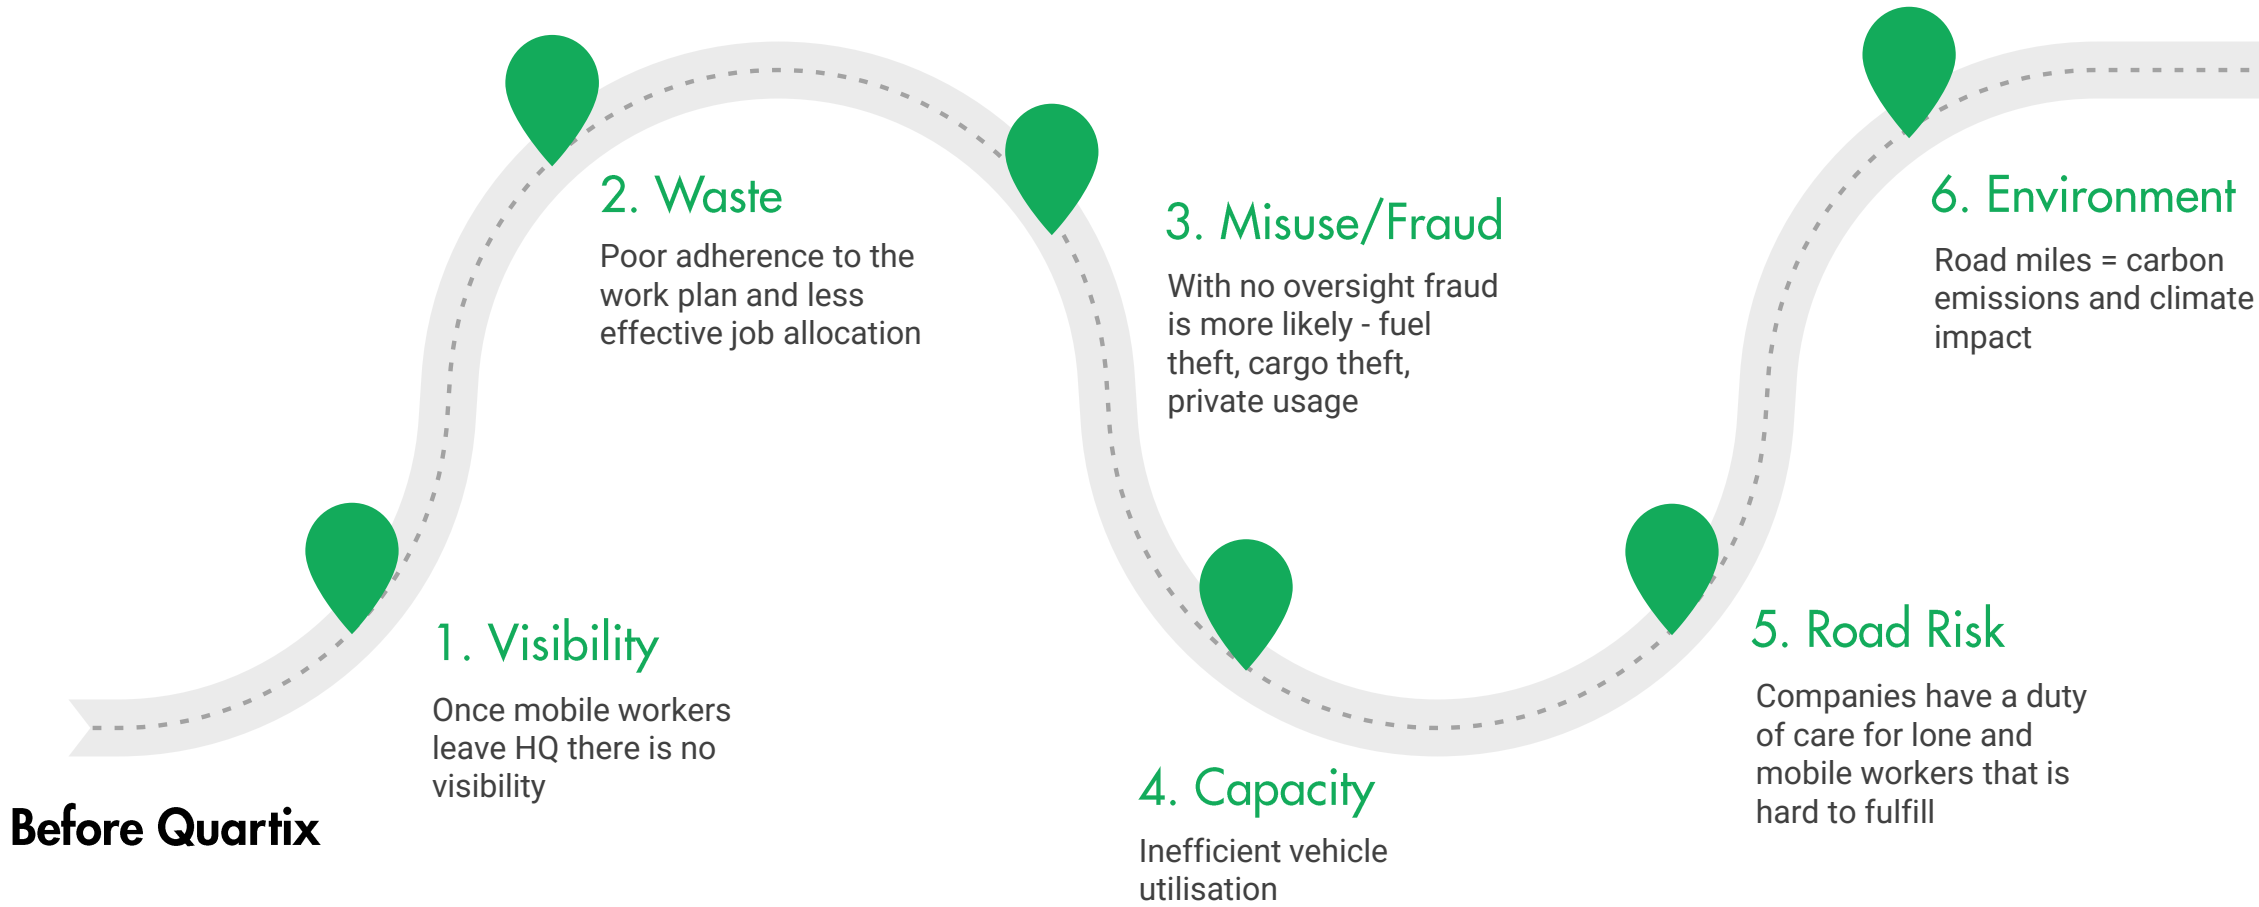 Before Quartix
1. Visibility
Once mobile workers
leave HQ there is no
visibility
2. Waste
Poor adherence to the
work plan and less
effective job allocation
3. Misuse/Fraud
With no oversight fraud
is more likely - fuel
theft, cargo theft,
private usage
4. Capacity
Inefficient vehicle
utilisation
5. Road Risk
Companies have a duty
of care for lone and
mobile workers that is
hard to fulfill
6. Environment
Road miles = carbon
emissions and climate
impact